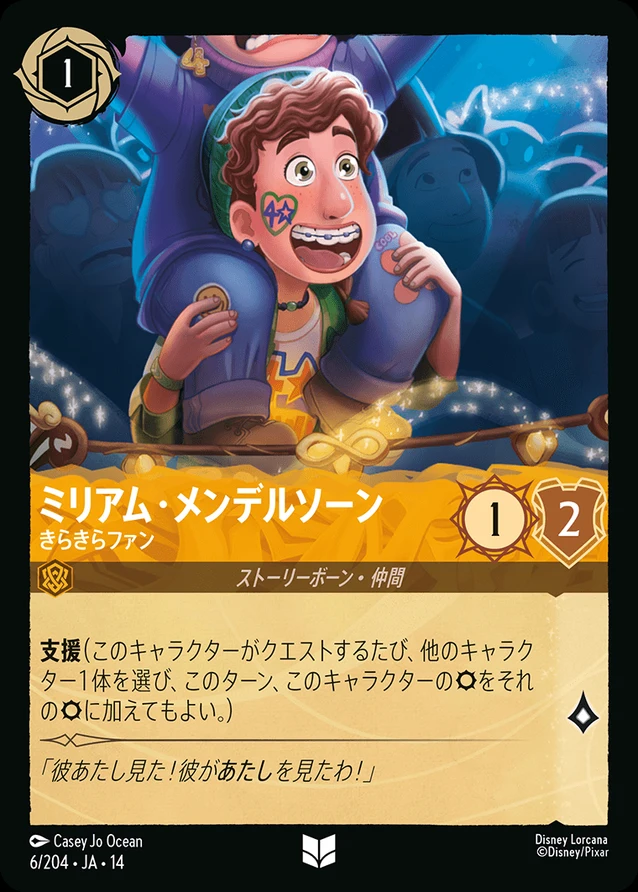 1
4☆
COOL
ミリアム・メンデルソーン
きらきらファン
1
2
ストーリーボーン・仲間
支援(このキャラクターがクエストするたび、他のキャラク
ター1体を選び、このターン、このキャラクターの⛭をそれ
の⛭に加えてもよい。)
「彼あたし見た!彼があたしを見たわ!」
Casey Jo Ocean
6/204・JA・14
Disney Lorcana
©Disney/Pixar